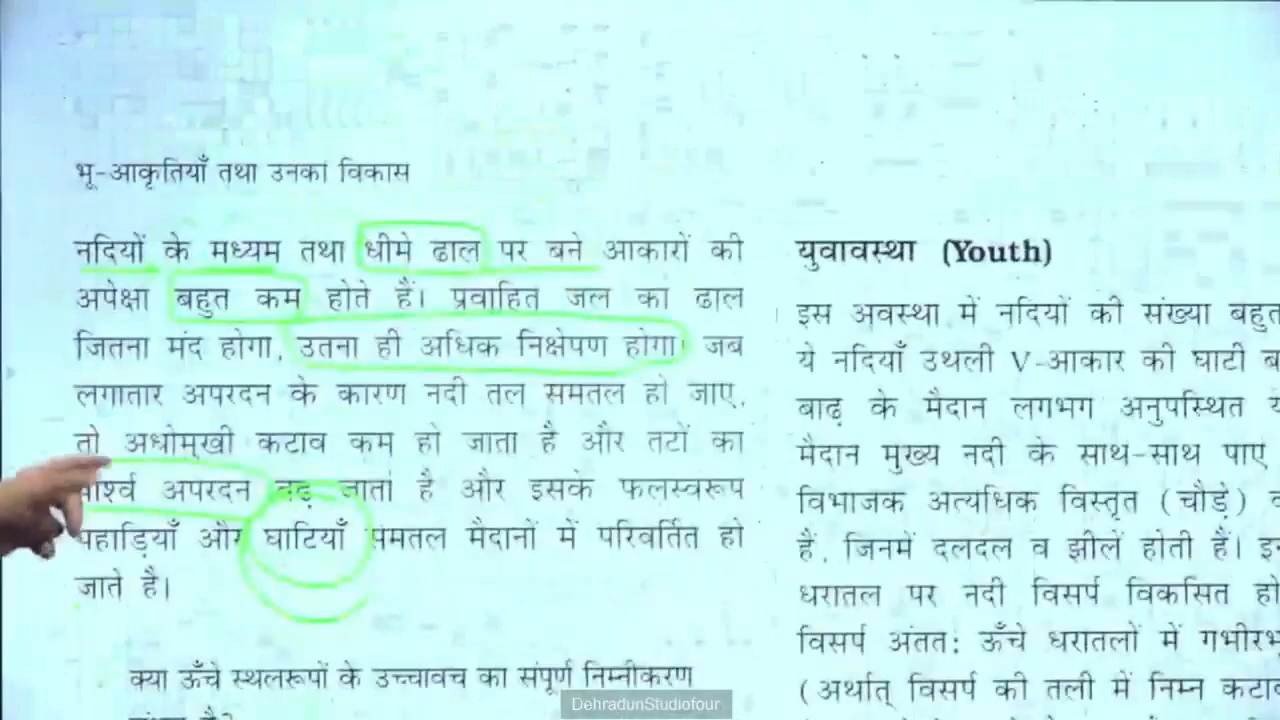 भू-आकृतियाँ तथा उनका विकास
नदियों के मध्यम तथा धीमे ढाल पर बने आकारों की
अपेक्षा बहुत कम होते हैं। प्रवाहित जल का ढाल
जितना मंद होगा, उतना ही अधिक निक्षेपण होगा। जब
लगातार अपरदन के कारण नदी तल समतल हो जाए,
तो अधोमुखी कटाव कम हो जाता है और तटों का
पार्श्व अपरदन बढ़ जाता है और इसके फलस्वरूप
पहाड़ियाँ और घाटियाँ समतल मैदानों में परिवर्तित हो
जाते है।
क्या ऊँचे स्थलरूपों के उच्चावच का संपूर्ण निम्नीकरण
युवावस्था (Youth)
इस अवस्था में नदियों की संख्या बहुत
ये नदियाँ उथली V-आकार की घाटी
बाढ़ के मैदान लगभग अनुपस्थित
मैदान मुख्य नदी के साथ-साथ पाए
विभाजक अत्यधिक विस्तृत (चौड़े)
हैं, जिनमें दलदल व झीलें होती हैं।
धरातल पर नदी विसर्प विकसित
विसर्प अंतत: ऊँचे धरातलों में
(अर्थात् विसर्प की तली में निम्न
DehradunStudiofour